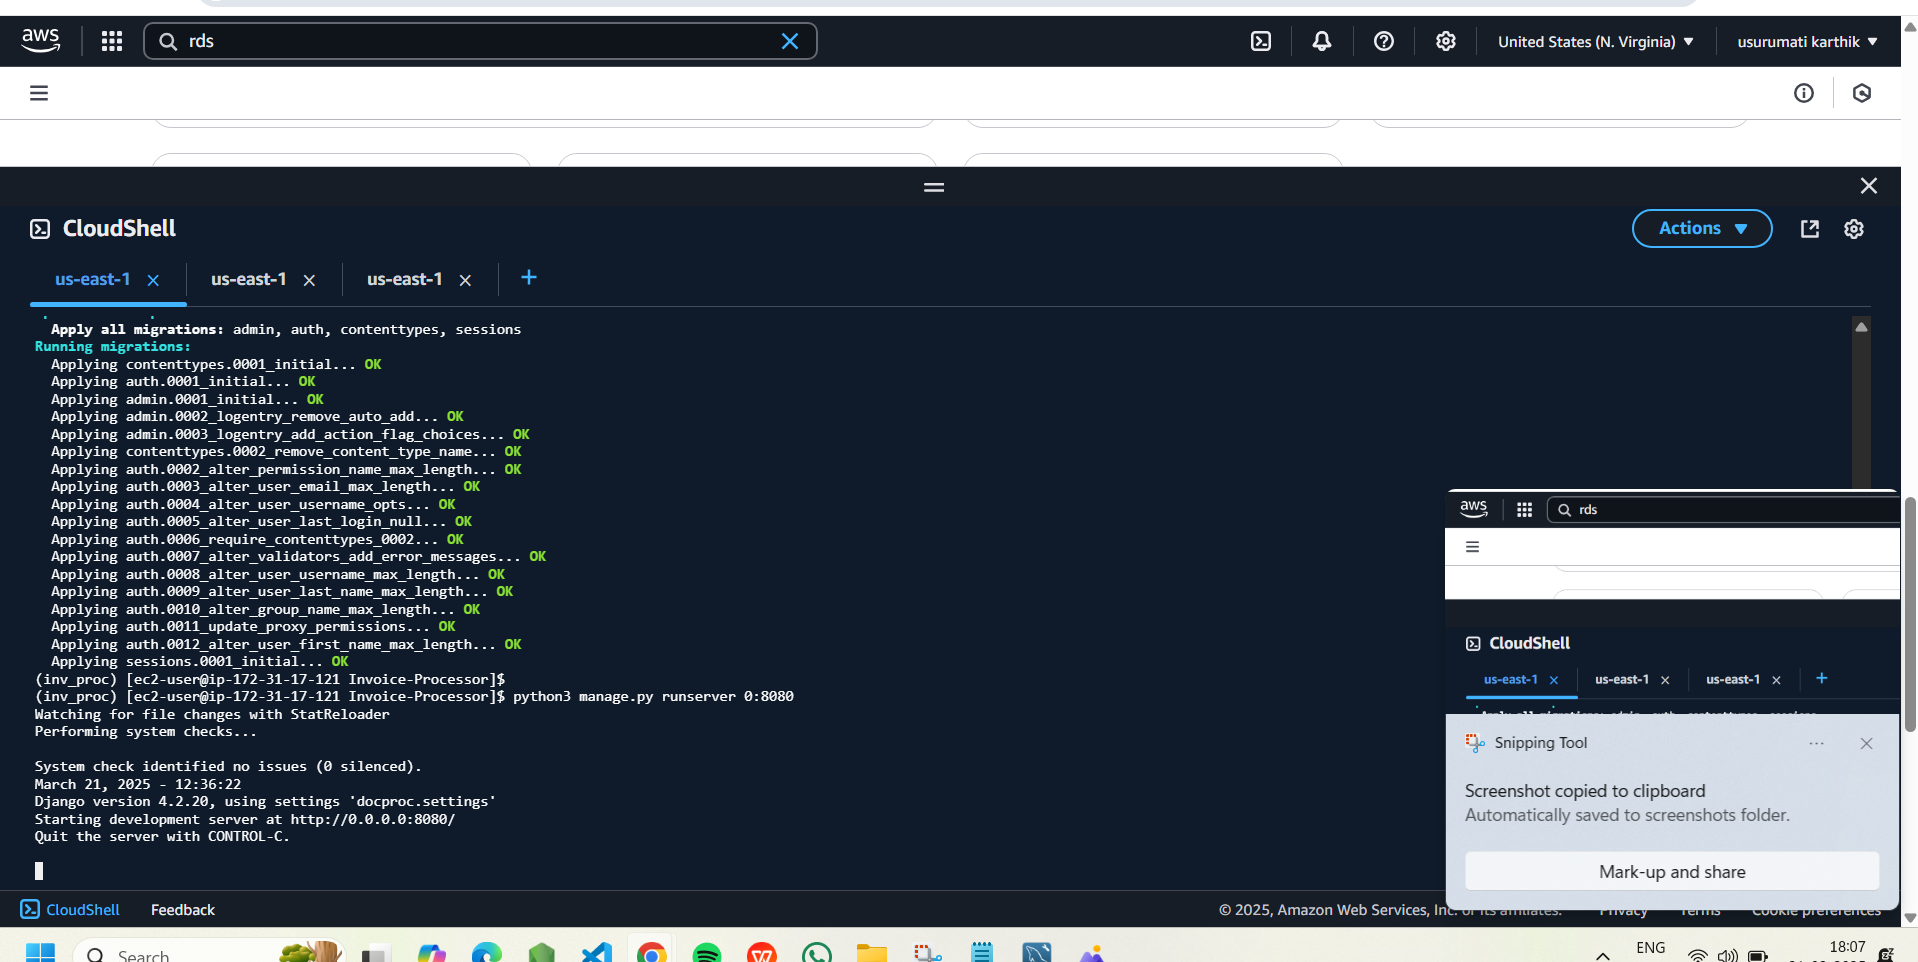 aws
rds
United States (N. Virginia)
usurumati karthik
CloudShell
Actions
us-east-1
us-east-1
us-east-1
Apply all migrations: admin, auth, contenttypes, sessions
Running migrations:
Applying contenttypes.0001_initial... OK
Applying auth.0001_initial... OK
Applying admin.0001_initial... OK
Applying admin.0002_logentry_remove_auto_add... OK
Applying admin.0003_logentry_add_action_flag_choices... OK
Applying contenttypes.0002_remove_content_type_name... OK
Applying auth.0002_alter_permission_name_max_length... OK
Applying auth.0003_alter_user_email_max_length... OK
Applying auth.0004_alter_user_username_opts... OK
Applying auth.0005_alter_user_last_login_null... OK
Applying auth.0006_require_contenttypes_0002... OK
Applying auth.0007_alter_validators_add_error_messages... OK
Applying auth.0008_alter_user_username_max_length... OK
Applying auth.0009_alter_user_last_name_max_length... OK
Applying auth.0010_alter_group_name_max_length... OK
Applying auth.0011_update_proxy_permissions... OK
Applying auth.0012_alter_user_first_name_max_length... OK
Applying sessions.0001_initial... OK
(inv_proc) [ec2-user@ip-172-31-17-121 Invoice-Processor]$
(inv_proc) [ec2-user@ip-172-31-17-121 Invoice-Processor]$ python3 manage.py runserver 0:8080
Watching for file changes with StatReloader
Performing system checks...
System check identified no issues (0 silenced).
March 21, 2025 - 12:36:22
Django version 4.2.20, using settings 'docproc.settings'
Starting development server at http://0.0.0.0:8080/
Quit the server with CONTROL-C.
aws
rds
CloudShell
us-east-1
us-east-1
us-east-1
Snipping Tool
Screenshot copied to clipboard
Automatically saved to screenshots folder.
Mark-up and share
CloudShell
Feedback
© 2025, Amazon Web Services, Inc. or its affiliates.
Privacy
Terms
Cookie preferences
Search
ENG
18:07